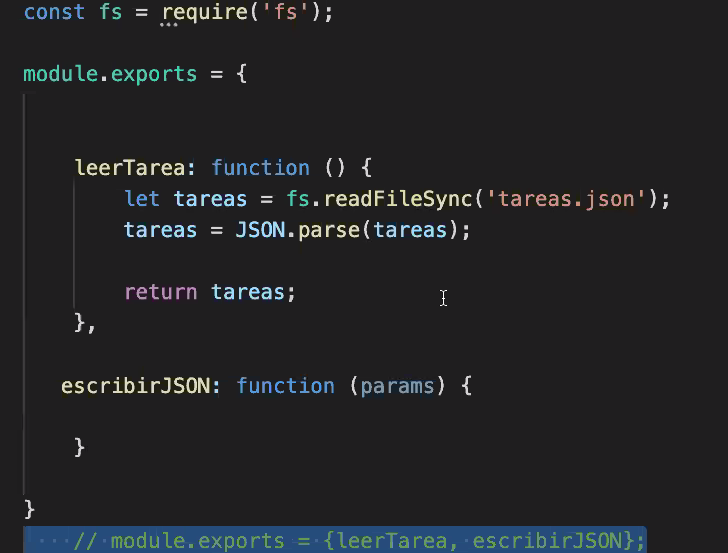 const fs = require('fs');
module.exports = {
leerTarea: function () {
let tareas = fs.readFileSync('tareas.json');
tareas = JSON.parse(tareas);
return tareas;
},
escribirJSON: function (params) {
}
}
// module.exports = {leerTarea, escribirJSON};